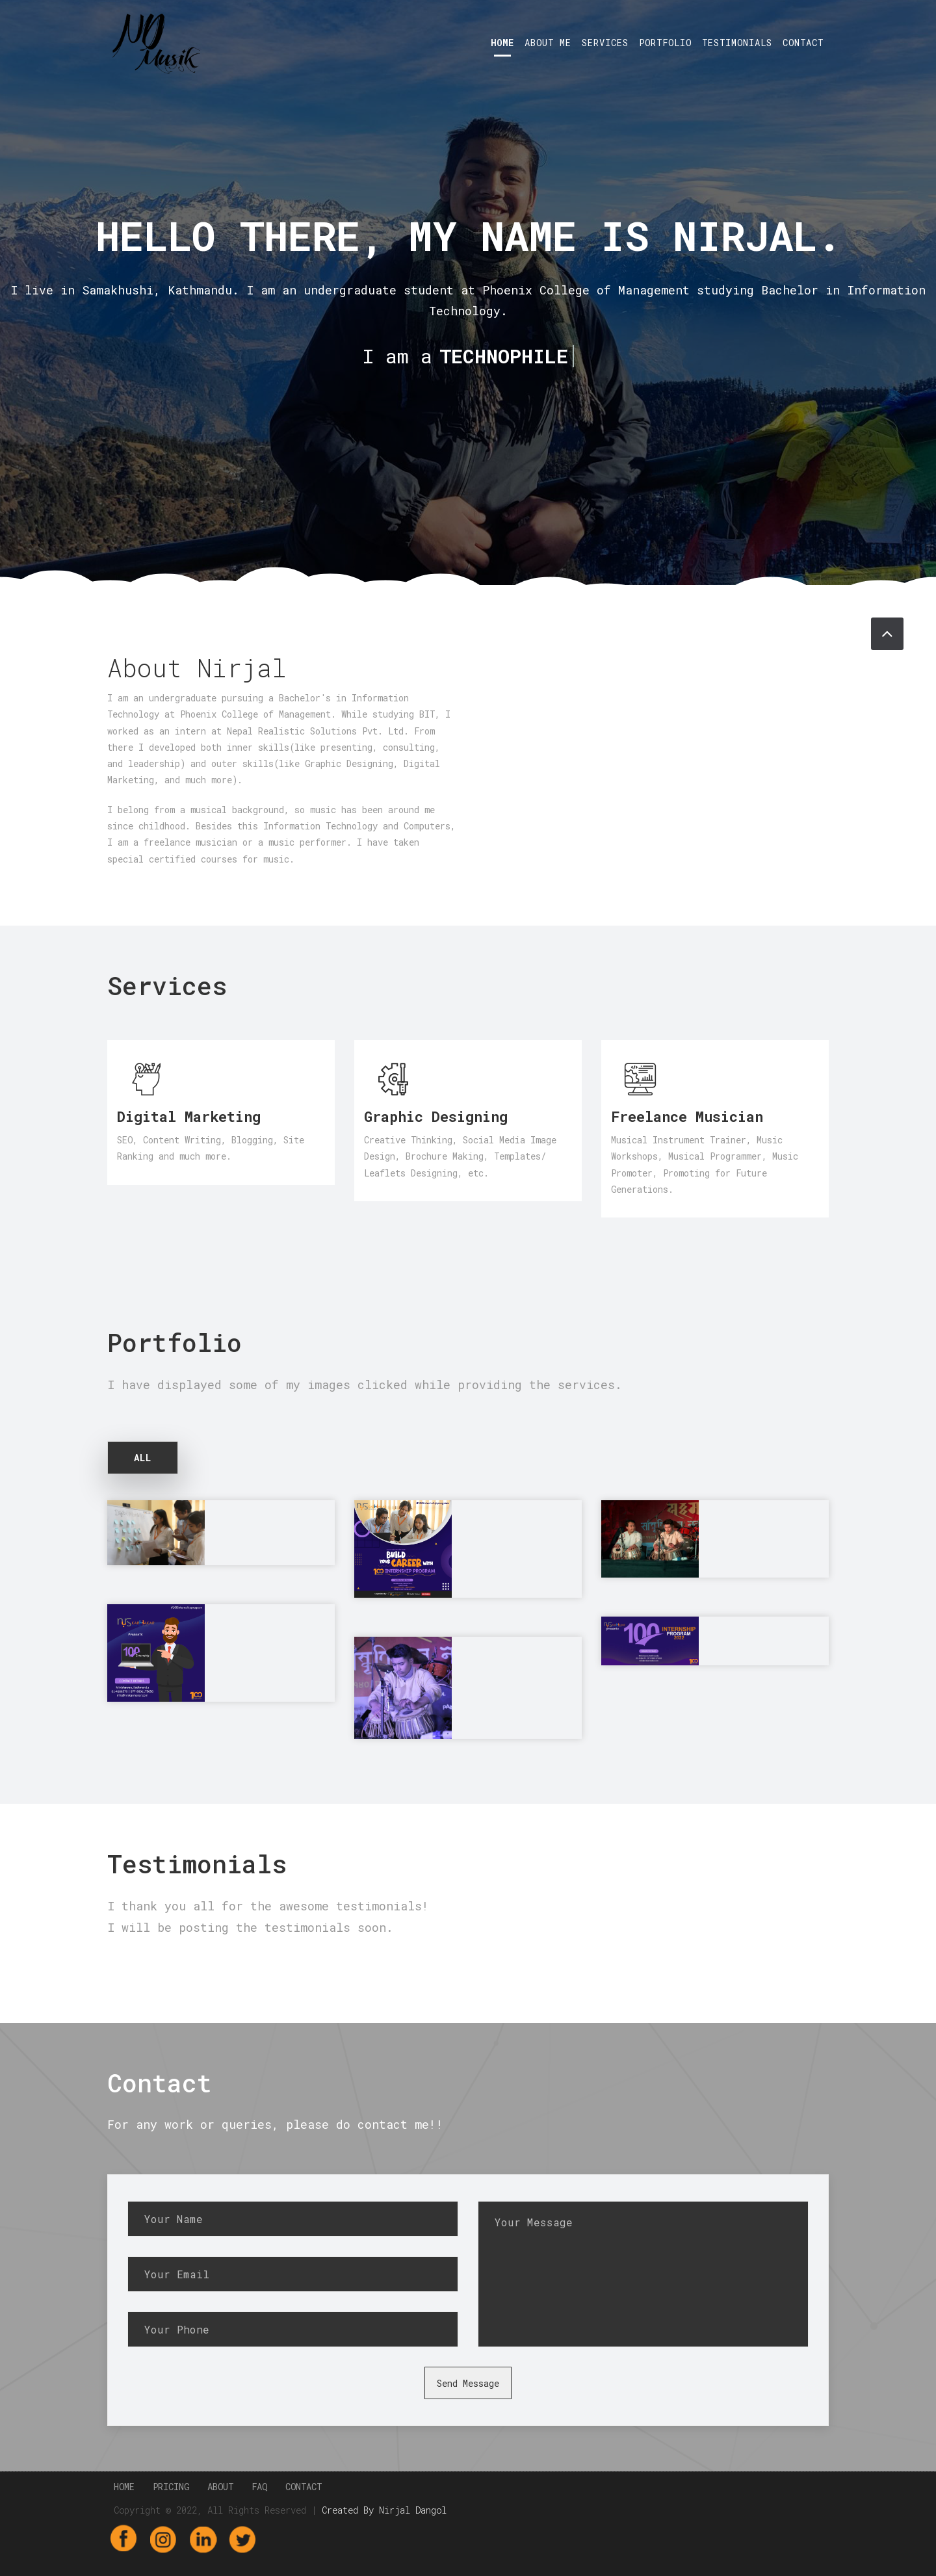 ND
Musik
HOME ABOUT ME SERVICES PORTFOLIO TESTIMONIALS CONTACT
HELLO THERE, MY NAME IS NIRJAL.
I live in Samakhushi, Kathmandu. I am an undergraduate student at Phoenix College of Management studying Bachelor in Information
Technology.
I am a TECHNOPHILE
About Nirjal
I am an undergraduate pursuing a Bachelor's in Information
Technology at Phoenix College of Management. While studying BIT, I
worked as an intern at Nepal Realistic Solutions Pvt. Ltd. From
there I developed both inner skills(like presenting, consulting,
and leadership) and outer skills(like Graphic Designing, Digital
Marketing, and much more).
I belong from a musical background, so music has been around me
since childhood. Besides this Information Technology and Computers,
I am a freelance musician or a music performer. I have taken
special certified courses for music.
Services
Digital Marketing
SEO, Content Writing, Blogging, Site
Ranking and much more.
Graphic Designing
Creative Thinking, Social Media Image
Design, Brochure Making, Templates/
Leaflets Designing, etc.
Freelance Musician
Musical Instrument Trainer, Music
Workshops, Musical Programmer, Music
Promoter, Promoting for Future
Generations.
Portfolio
I have displayed some of my images clicked while providing the services.
ALL
BUILD
YOUR CAREER WITH
100 INTERNSHIP PROGRAM
100
100 INTERNSHIP
PROGRAM
2022
Testimonials
I thank you all for the awesome testimonials!
I will be posting the testimonials soon.
Contact
For any work or queries, please do contact me!!
Your Name
Your Email
Your Phone
Your Message
Send Message
HOME PRICING ABOUT FAQ CONTACT
Copyright © 2022, All Rights Reserved | Created By Nirjal Dangol